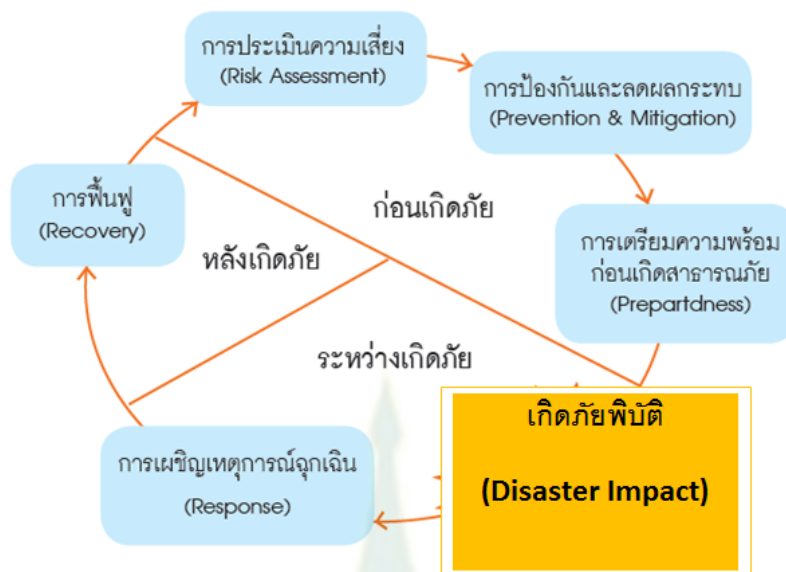 การประเมินความเสี่ยง
(Risk Assessment)
การป้องกันและลดผลกระทบ
(Prevention & Mitigation)
การฟื้นฟู
(Recovery)
ก่อนเกิดภัย
หลังเกิดภัย
การเตรียมความพร้อม
ก่อนเกิดสาธารณภัย
(Prepartdness)
ระหว่างเกิดภัย
เกิดภัยพิบัติ
(Disaster Impact)
การเผชิญเหตุการณ์ฉุกเฉิน
(Response)